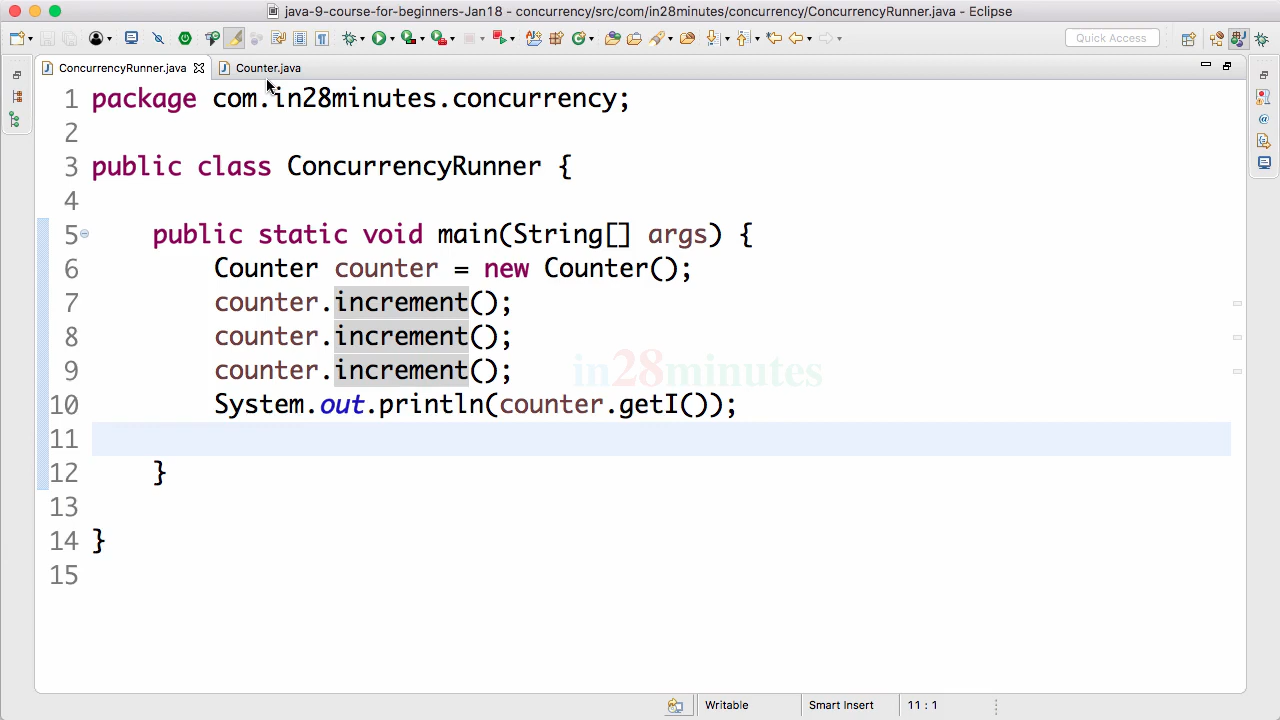 java-9-course-for-beginners-Jan18 - concurrency/src/com/in28minutes/concurrency/ConcurrencyRunner.java - Eclipse
Quick Access
ConcurrencyRunner.java
Counter.java
1 package com.in28minutes.concurrency;
2
3 public class ConcurrencyRunner {
4
5 public static void main(String[] args) {
6 Counter counter = new Counter();
7 counter.increment();
8 counter.increment();
9 counter.increment();
in28minutes
10 System.out.println(counter.getI());
11
12 }
13
14 }
15
Writable
Smart Insert
11 : 1